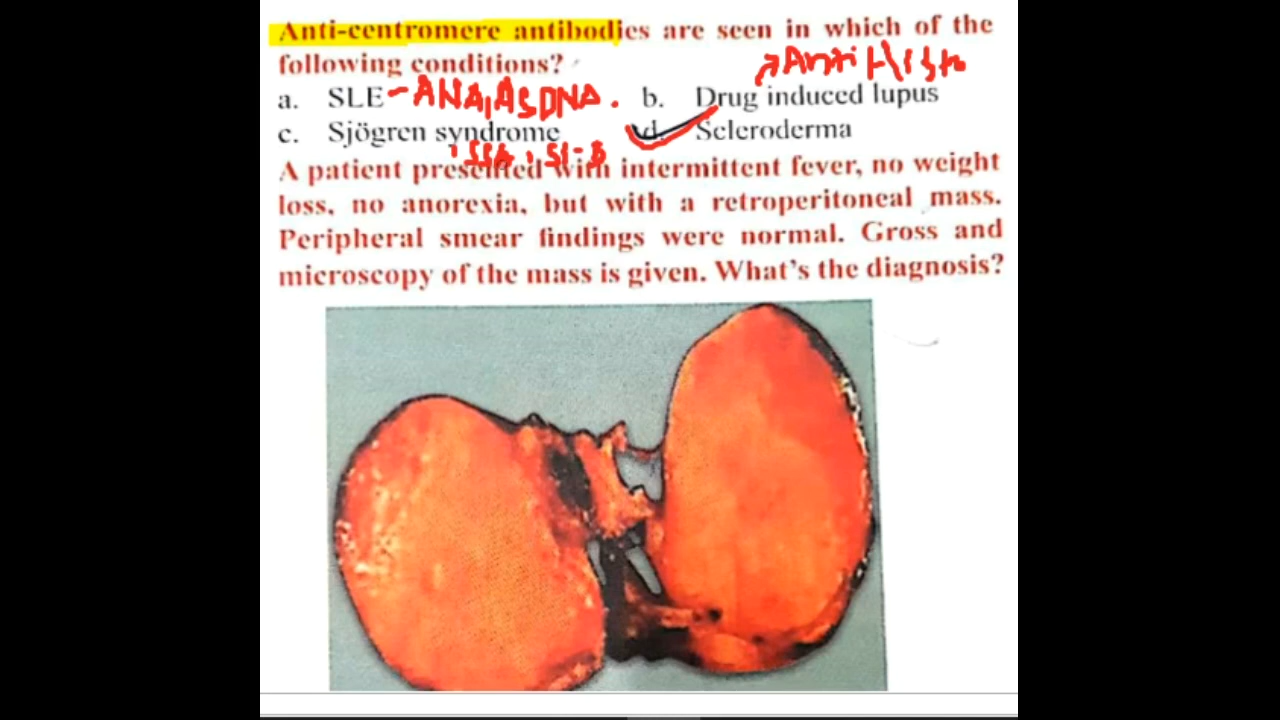 Anti-centromere antibodies are seen in which of the
following conditions?
a. SLE -ANA, AsDNA. b. Drug induced lupus
Anti Histo
c. Sjögren syndrome d. Scleroderma
SSA, SS-B
A patient presented with intermittent fever, no weight
loss, no anorexia, but with a retroperitoneal mass.
Peripheral smear findings were normal. Gross and
microscopy of the mass is given. What's the diagnosis?